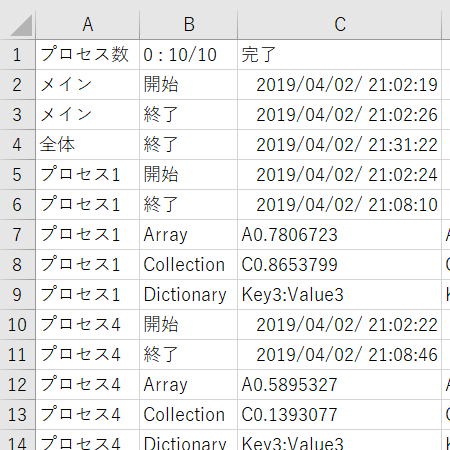 A B C
1 プロセス数 0 : 10/10 完了
2 メイン 開始 2019/04/02/ 21:02:19
3 メイン 終了 2019/04/02/ 21:02:26
4 全体 終了 2019/04/02/ 21:31:22
5 プロセス1 開始 2019/04/02/ 21:02:24
6 プロセス1 終了 2019/04/02/ 21:08:10
7 プロセス1 Array A0.7806723
8 プロセス1 Collection C0.8653799
9 プロセス1 Dictionary Key3:Value3
10 プロセス4 開始 2019/04/02/ 21:02:22
11 プロセス4 終了 2019/04/02/ 21:08:46
12 プロセス4 Array A0.5895327
13 プロセス4 Collection C0.1393077
14 プロセス4 Dictionary Key3:Value3